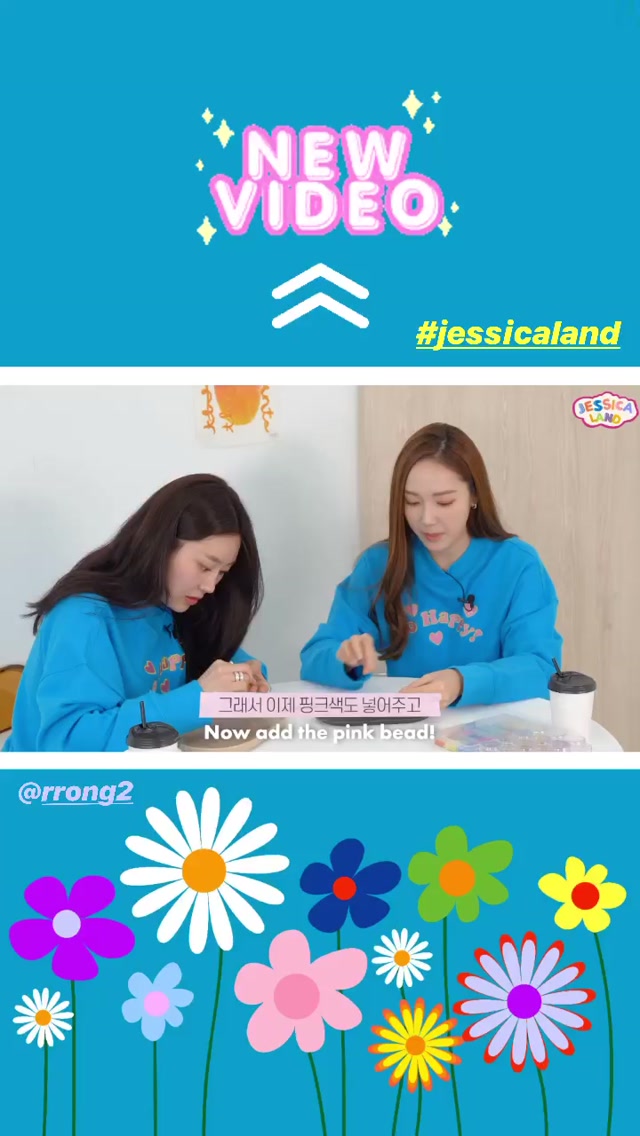 NEW
VIDEO
#jessicaland
JESSICA
LAND
Happy?
그래서 이제 핑크색도 넣어주고
Now add the pink bead!
@rrong2